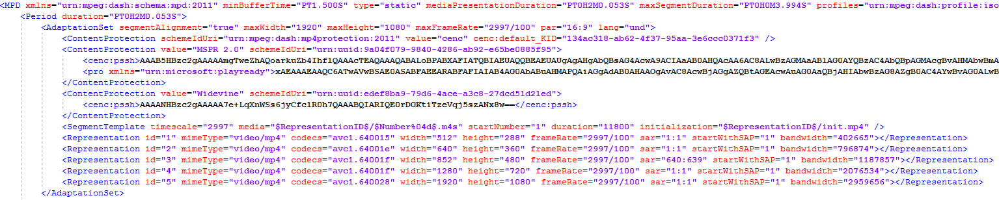 <MPD xmlns="urn:mpeg:dash:schema:mpd:2011" minBufferTime="PT1.500S" type="static" mediaPresentationDuration="PT0H2M0.053S" maxSegmentDuration="PT0H0M3.994S" profiles="urn:mpeg:dash:profile:iso
<Period duration="PT0H2M0.053S">
<AdaptationSet segmentAlignment="true" maxWidth="1920" maxHeight="1080" maxFrameRate="2997/100" par="16:9" lang="und">
<ContentProtection schemeIdUri="urn:mpeg:dash:mp4protection:2011" value="cenc" cenc:default_KID="134ac318-ab62-4f37-95aa-3e6ccc0371f3" />
<ContentProtection value="MSPR 2.0" schemeIdUri="urn:uuid:9a04f079-9840-4286-ab92-e65be0885f95">
<cenc:pssh>AAAB5HBzc2gAAAAAmgTweZhAQoarkuZb4IhflQAAAcTEAQAAAQABALoBPABXAFIATQBIAEUAQQBEAEUAUgAgAHgAbQBsAG4AcwA9ACIAaAB0AHQAcAA6AC8ALwBzAGMAaABlAG0AYQBzAC4AbQBpAGMAcgBvAHMAbwBmA
<pro xmlns="urn:microsoft:playready">xAEAAAEAAQC6ATwAVwBSAE0ASABFAEEARABFAFIAIAB4AG0AbABuAHMAPQAiAGgAdAB0AHAAOgAvAC8AcwBjAGgAZQBtAGEAcwAuAG0AaQBjAHIAbwBzAG8AZgB0AC4AYwBvAG0ALwB
</ContentProtection>
<ContentProtection value="Widevine" schemeIdUri="urn:uuid:edef8ba9-79d6-4ace-a3c8-27dcd51d21ed">
<cenc:pssh>AAAANHBzc2gAAAAA7e+LqXnWSs6jyCfc1R0h7QAAABQIARIQE0rDGKtiTzeVqj5szANx8w==</cenc:pssh>
</ContentProtection>
<SegmentTemplate timescale="2997" media="$RepresentationID$/$Number%04d$.m4s" startNumber="1" duration="11800" initialization="$RepresentationID$/init.mp4" />
<Representation id="1" mimeType="video/mp4" codecs="avc1.640015" width="512" height="288" frameRate="2997/100" sar="1:1" startWithSAP="1" bandwidth="402665"></Representation>
<Representation id="2" mimeType="video/mp4" codecs="avc1.64001e" width="640" height="360" frameRate="2997/100" sar="1:1" startWithSAP="1" bandwidth="796874"></Representation>
<Representation id="3" mimeType="video/mp4" codecs="avc1.64001f" width="852" height="480" frameRate="2997/100" sar="640:639" startWithSAP="1" bandwidth="1187857"></Representation>
<Representation id="4" mimeType="video/mp4" codecs="avc1.64001f" width="1280" height="720" frameRate="2997/100" sar="1:1" startWithSAP="1" bandwidth="2076534"></Representation>
<Representation id="5" mimeType="video/mp4" codecs="avc1.640028" width="1920" height="1080" frameRate="2997/100" sar="1:1" startWithSAP="1" bandwidth="2959656"></Representation>
</AdaptationSet>